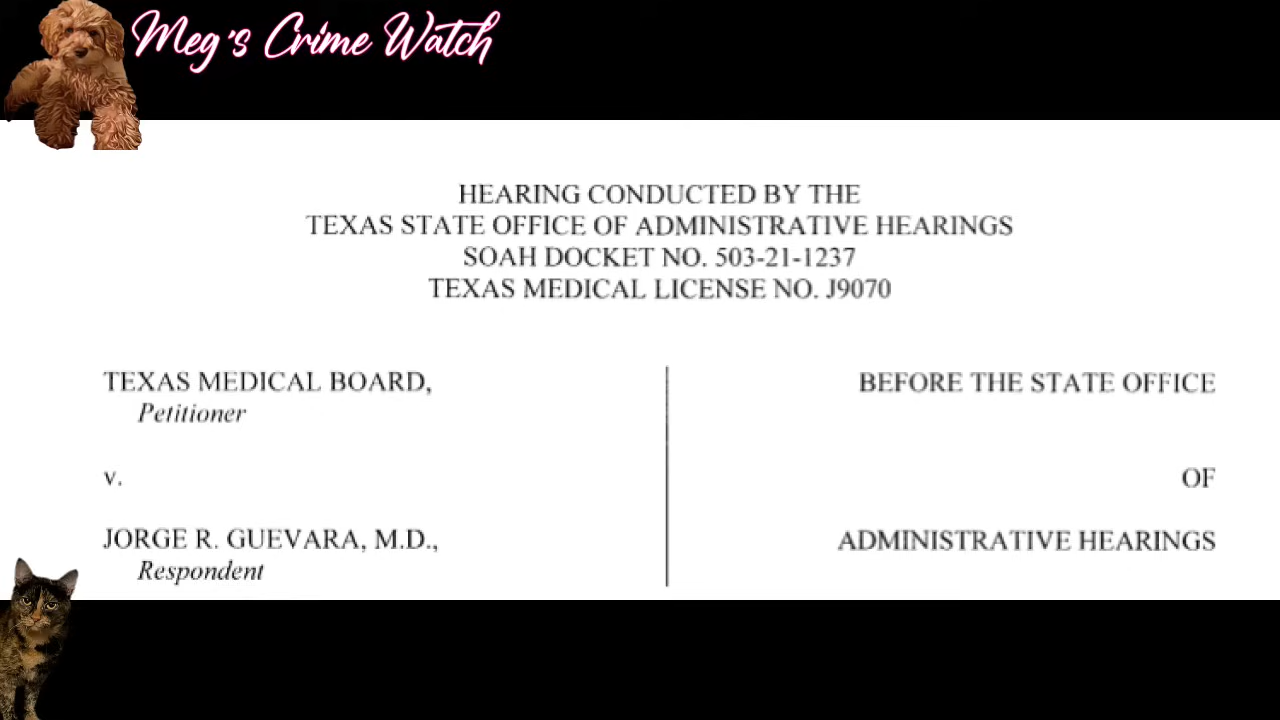 Meg's Crime Watch
HEARING CONDUCTED BY THE
TEXAS STATE OFFICE OF ADMINISTRATIVE HEARINGS
SOAH DOCKET NO. 503-21-1237
TEXAS MEDICAL LICENSE NO. J9070
TEXAS MEDICAL BOARD,
Petitioner
v.
JORGE R. GUEVARA, M.D.,
Respondent
BEFORE THE STATE OFFICE
OF
ADMINISTRATIVE HEARINGS